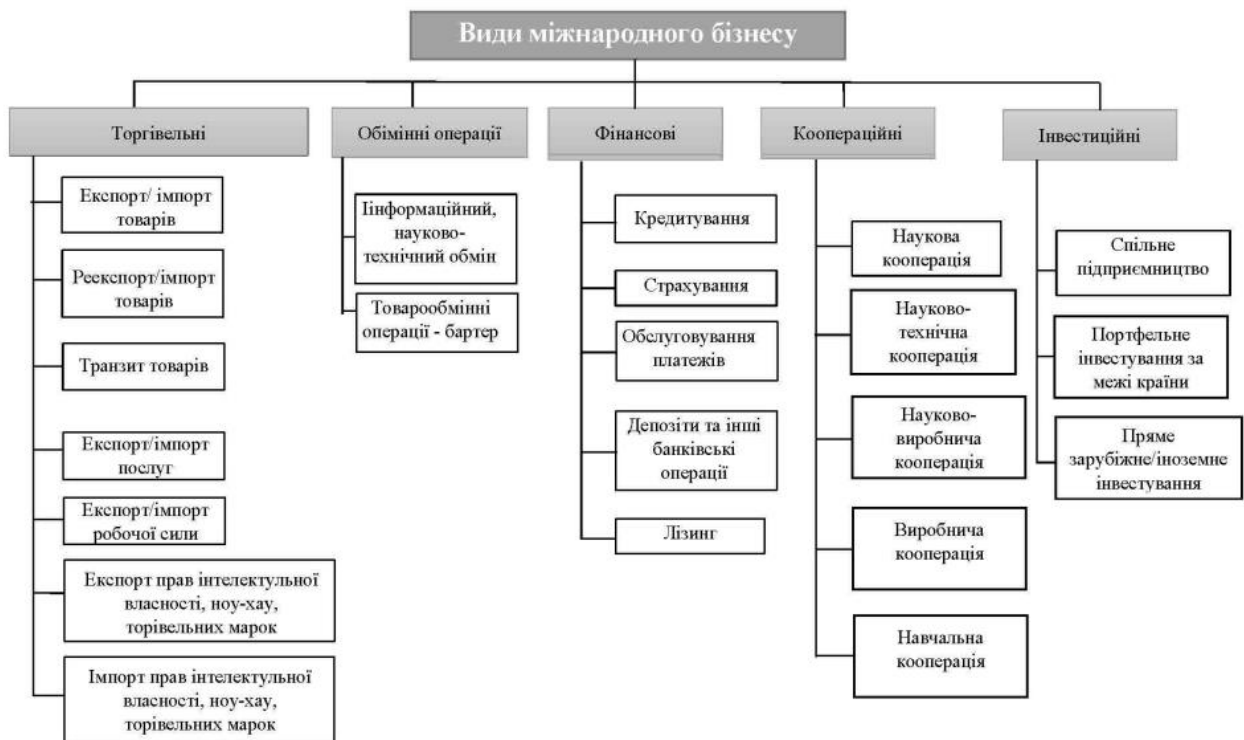 Види міжнародного бізнесу
Торгівельні
Експорт/ імпорт
товарів
Реекспорт/імпорт
товарів
Транзит товарів
Експорт/імпорт
послуг
Експорт/імпорт
робочої сили
Експорт прав інтелектульної
власності, ноу-хау,
торівельних марок
Імпорт прав інтелектульної
власності, ноу-хау,
торівельних марок
Обімінні операції
Іінформаційний,
науково-
технічний обмін
Товарообмінні
операції - бартер
Фінансові
Кредитування
Страхування
Обслуговування
платежів
Депозіти та інші
банківські
операції
Лізинг
Коопераційні
Наукова
кооперація
Науково-
технічна
кооперація
Науково-
виробнича
кооперація
Виробнича
кооперація
Навчальна
кооперація
Інвестиційні
Спільне
підприємництво
Портфельне
інвестування за
межі країни
Пряме
зарубіжне/іноземне
інвестування